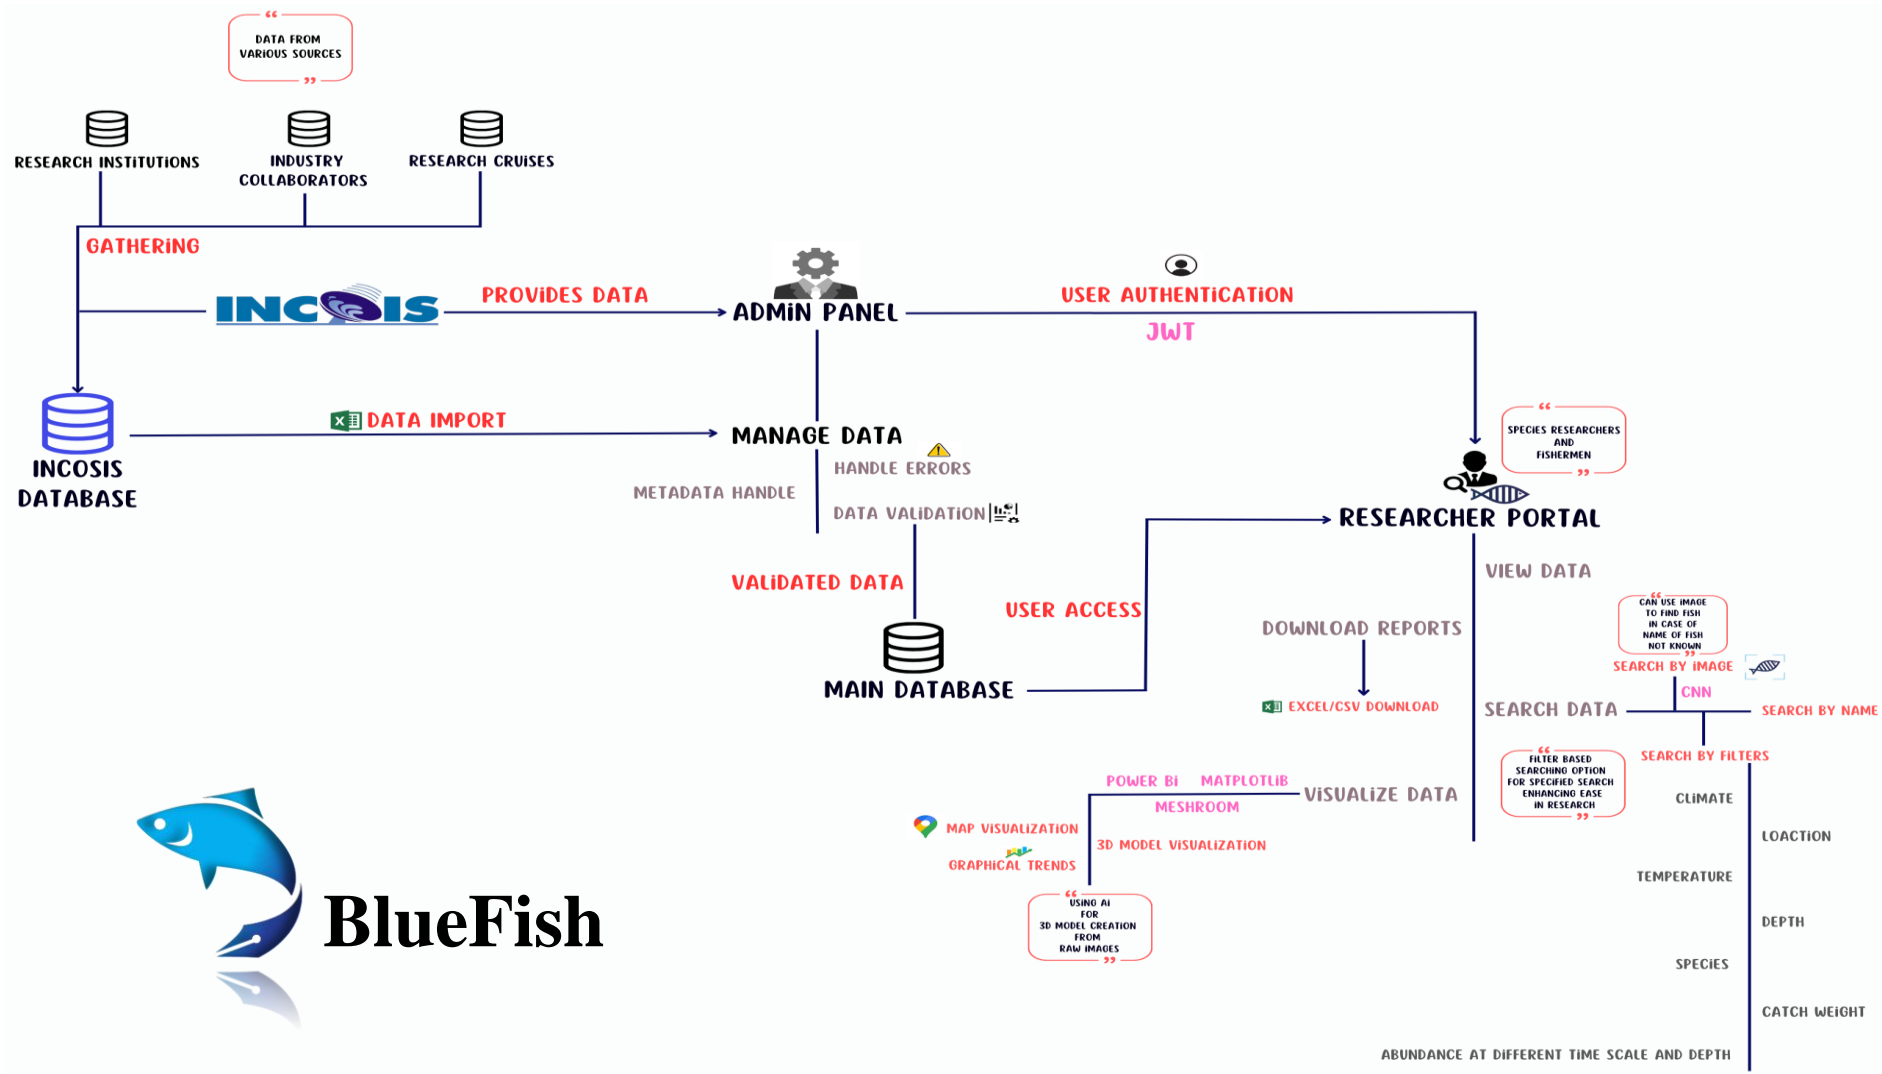 DATA FROM
VARIOUS SOURCES
RESEARCH INSTITUTIONS
INDUSTRY
COLLABORATORS
RESEARCH CRUISES
GATHERING
INCOIS
PROVIDES DATA
ADMIN PANEL
USER AUTHENTICATION
JWT
INCOSIS
DATABASE
DATA IMPORT
MANAGE DATA
HANDLE ERRORS
METADATA HANDLE
DATA VALIDATION
VALIDATED DATA
MAIN DATABASE
USER ACCESS
SPECIES RESEARCHERS
AND
FISHERMEN
RESEARCHER PORTAL
VIEW DATA
DOWNLOAD REPORTS
EXCEL/CSV DOWNLOAD
CAN USE IMAGE
TO FIND FISH
IN CASE OF
NAME OF FISH
NOT KNOWN
SEARCH BY IMAGE
CNN
SEARCH DATA
SEARCH BY NAME
SEARCH BY FILTERS
FILTER BASED
SEARCHING OPTION
FOR SPECIFIED SEARCH
ENHANCING EASE
IN RESEARCH
POWER BI MATPLOTLIB
MESHROOM
VISUALIZE DATA
MAP VISUALIZATION
GRAPHICAL TRENDS
3D MODEL VISUALIZATION
USING AI
FOR
3D MODEL CREATION
FROM
RAW IMAGES
CLIMATE
LOACTION
TEMPERATURE
DEPTH
SPECIES
CATCH WEIGHT
ABUNDANCE AT DIFFERENT TIME SCALE AND DEPTH
BlueFish